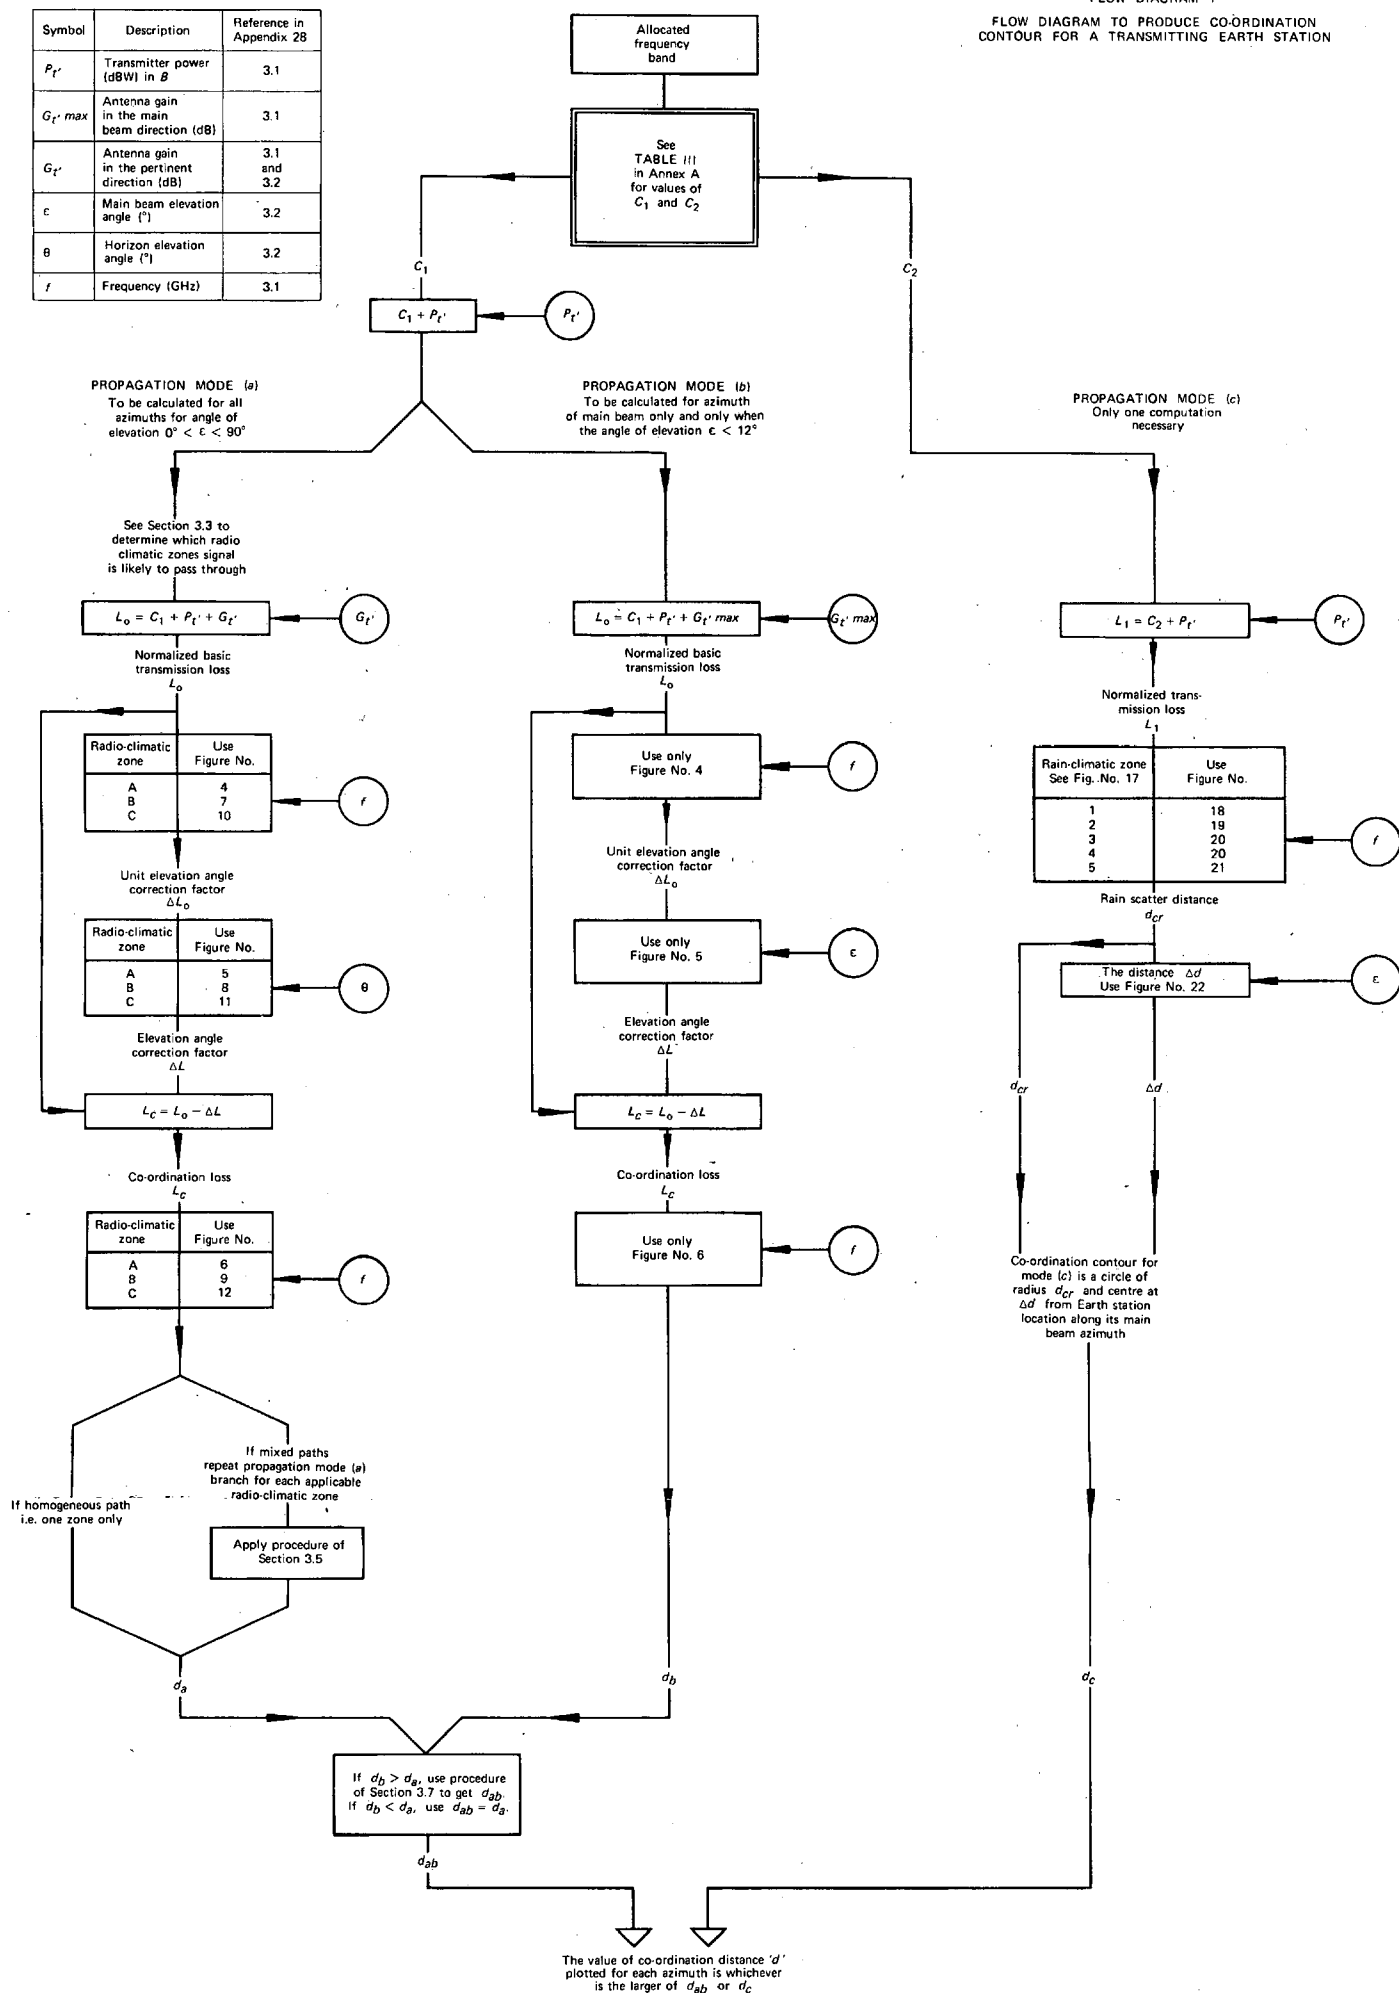 FLOW DIAGRAM TO PRODUCE CO-ORDINATION
CONTOUR FOR A TRANSMITTING EARTH STATION
Symbol Description Reference in Appendix 28
Pt' Transmitter power (dBW) in B 3.1
Gt' max Antenna gain in the main beam direction (dB) 3.1
Gt' Antenna gain in the pertinent direction (dB) 3.1 and 3.2
ε Main beam elevation angle (°) 3.2
θ Horizon elevation angle (°) 3.2
f Frequency (GHz) 3.1
Allocated
frequency
band
See
TABLE III
in Annex A
for values of
C1 and C2
C1
C2
C1 + Pt'
Pt'
PROPAGATION MODE (a)
To be calculated for all
azimuths for angle of
elevation 0° < ε < 90°
See Section 3.3 to
determine which radio
climatic zones signal
is likely to pass through
Lo = C1 + Pt' + Gt'
Gt'
Normalized basic
transmission loss
Lo
Radio-climatic zone Use Figure No.
A 4
B 7
C 10
f
Unit elevation angle
correction factor
ΔLo
Radio-climatic zone Use Figure No.
A 5
B 8
C 11
θ
Elevation angle
correction factor
ΔL
Lc = Lo − ΔL
Co-ordination loss
Lc
Radio-climatic zone Use Figure No.
A 6
B 9
C 12
f
If homogeneous path
i.e. one zone only
If mixed paths
repeat propagation mode (a)
branch for each applicable
radio-climatic zone
Apply procedure of
Section 3.5
da
PROPAGATION MODE (b)
To be calculated for azimuth
of main beam only and only when
the angle of elevation ε < 12°
Lo = C1 + Pt' + Gt' max
Gt' max
Normalized basic
transmission loss
Lo
Use only
Figure No. 4
f
Unit elevation angle
correction factor
ΔLo
Use only
Figure No. 5
ε
Elevation angle
correction factor
ΔL
Lc = Lo − ΔL
Co-ordination loss
Lc
Use only
Figure No. 6
f
db
PROPAGATION MODE (c)
Only one computation
necessary
L1 = C2 + Pt'
Pt'
Normalized trans-
mission loss
L1
Rain-climatic zone See Fig. No. 17 Use Figure No.
1 18
2 19
3 20
4 20
5 21
f
Rain scatter distance
dcr
The distance Δd
Use Figure No. 22
ε
dcr
Δd
Co-ordination contour for
mode (c) is a circle of
radius dcr and centre at
Δd from Earth station
location along its main
beam azimuth
dc
If db > da, use procedure
of Section 3.7 to get dab.
If db < da, use dab = da.
dab
The value of co-ordination distance 'd'
plotted for each azimuth is whichever
is the larger of dab or dc